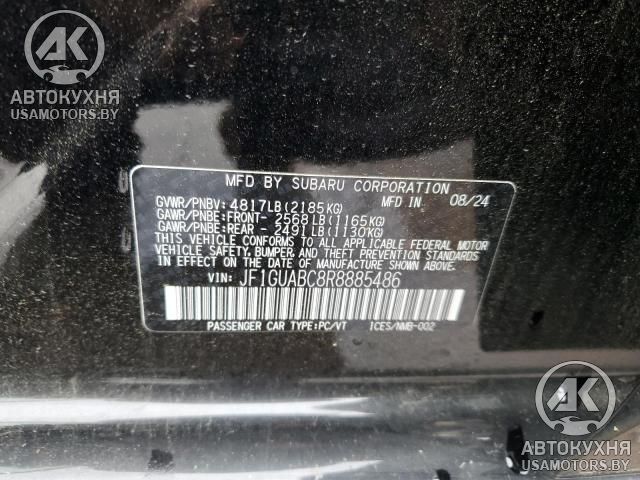 AK
АВТОКУХНЯ
USAMOTORS.BY
MFD BY SUBARU CORPORATION
GVWR/PNBV: 4817LB(2185KG) MFD IN 08/24
GAWR/PNBE:FRONT- 2568LB(1165KG)
GAWR/PNBE:REAR - 2491LB(1130KG)
THIS VEHICLE CONFORMS TO ALL APPLICABLE FEDERAL MOTOR
VEHICLE SAFETY, BUMPER, AND THEFT PREVENTION STANDARDS
IN EFFECT ON THE DATE OF MANUFACTURE SHOWN ABOVE.
VIN: JF1GUABC8R8885486
PASSENGER CAR TYPE:PC/VT ICES/NMB-002
AK
АВТОКУХНЯ
USAMOTORS.BY